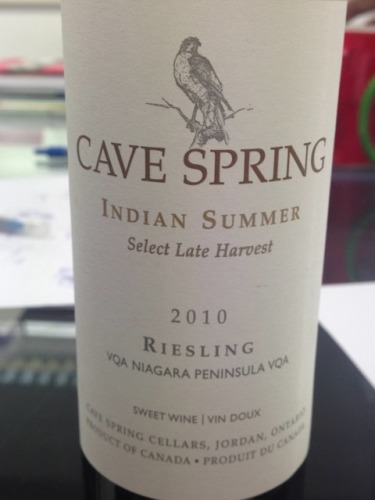 CAVE SPRING
INDIAN SUMMER
Select Late Harvest
2010
RIESLING
VQA NIAGARA PENINSULA VQA
SWEET WINE | VIN DOUX
CAVE SPRING CELLARS, JORDAN, ONTARIO
PRODUCT OF CANADA • PRODUIT DU CANADA